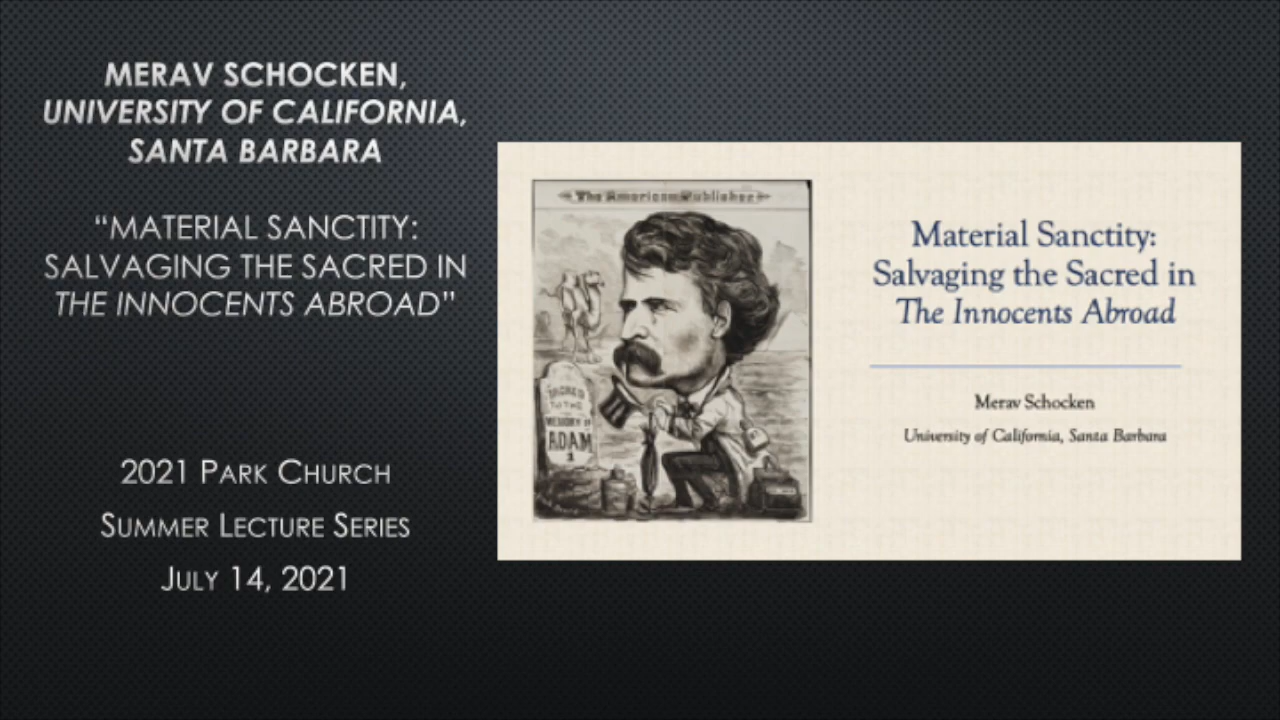 MERAV SCHOCKEN,
UNIVERSITY OF CALIFORNIA,
SANTA BARBARA
“MATERIAL SANCTITY:
SALVAGING THE SACRED IN
THE INNOCENTS ABROAD”
2021 PARK CHURCH
SUMMER LECTURE SERIES
JULY 14, 2021
The American Publisher
SACRED
TO THE
MEMORY OF
ADAM
Material Sanctity:
Salvaging the Sacred in
The Innocents Abroad
Merav Schocken
University of California, Santa Barbara